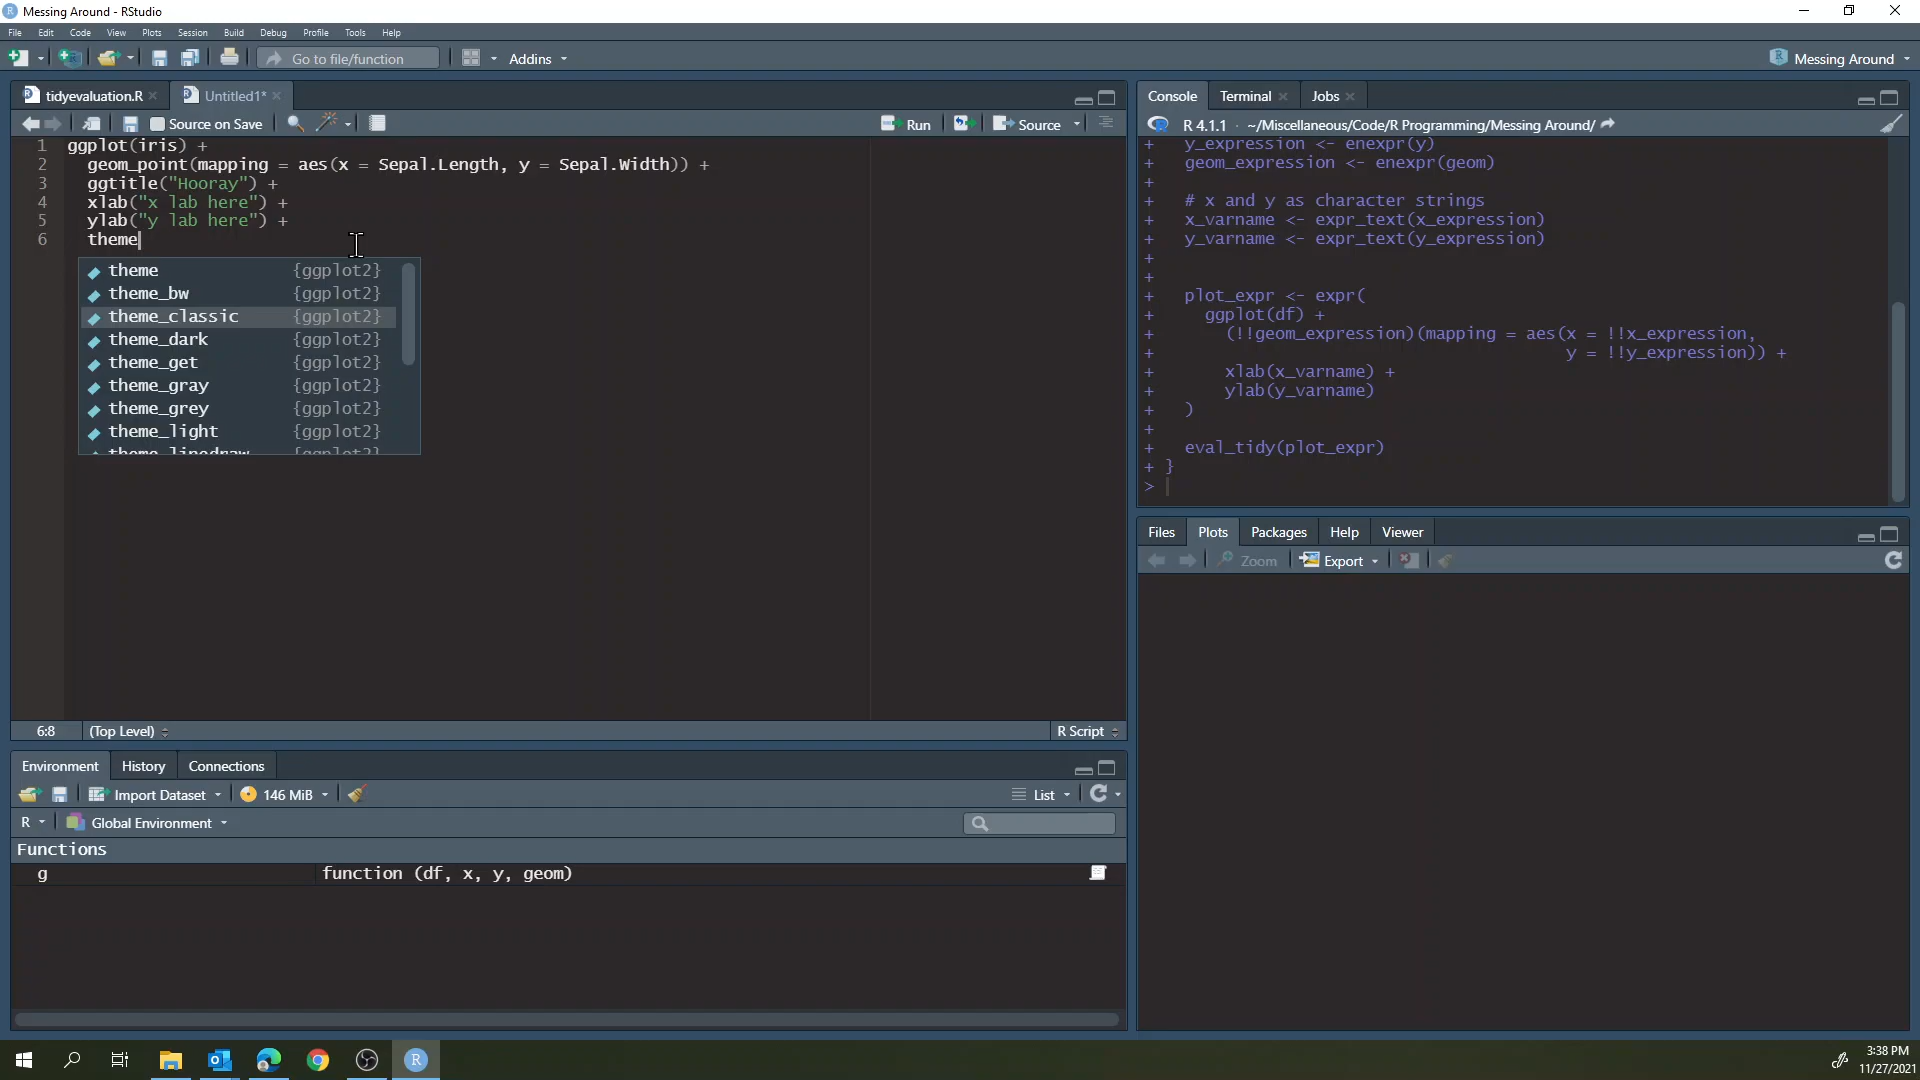 Messing Around - RStudio
File Edit Code View Plots Session Build Debug Profile Tools Help
Go to file/function Addins Messing Around
tidyevaluation.R Untitled1*
Source on Save Run Source
1 ggplot(iris) +
2 geom_point(mapping = aes(x = Sepal.Length, y = Sepal.Width)) +
3 ggtitle("Hooray") +
4 xlab("x lab here") +
5 ylab("y lab here") +
6 theme
theme {ggplot2}
theme_bw {ggplot2}
theme_classic {ggplot2}
theme_dark {ggplot2}
theme_get {ggplot2}
theme_gray {ggplot2}
theme_grey {ggplot2}
theme_light {ggplot2}
theme_linedraw {ggplot2}
6:8 (Top Level) R Script
Environment History Connections
Import Dataset 146 MiB List
R Global Environment
Functions
g function (df, x, y, geom)
Console Terminal Jobs
R 4.1.1 · ~/Miscellaneous/Code/R Programming/Messing Around/
+ y_expression <- enexpr(y)
+ geom_expression <- enexpr(geom)
+
+ # x and y as character strings
+ x_varname <- expr_text(x_expression)
+ y_varname <- expr_text(y_expression)
+
+
+ plot_expr <- expr(
+ ggplot(df) +
+ (!!geom_expression)(mapping = aes(x = !!x_expression,
+ y = !!y_expression)) +
+ xlab(x_varname) +
+ ylab(y_varname)
+ )
+
+ eval_tidy(plot_expr)
+ }
>
Files Plots Packages Help Viewer
Zoom Export
3:38 PM
11/27/2021